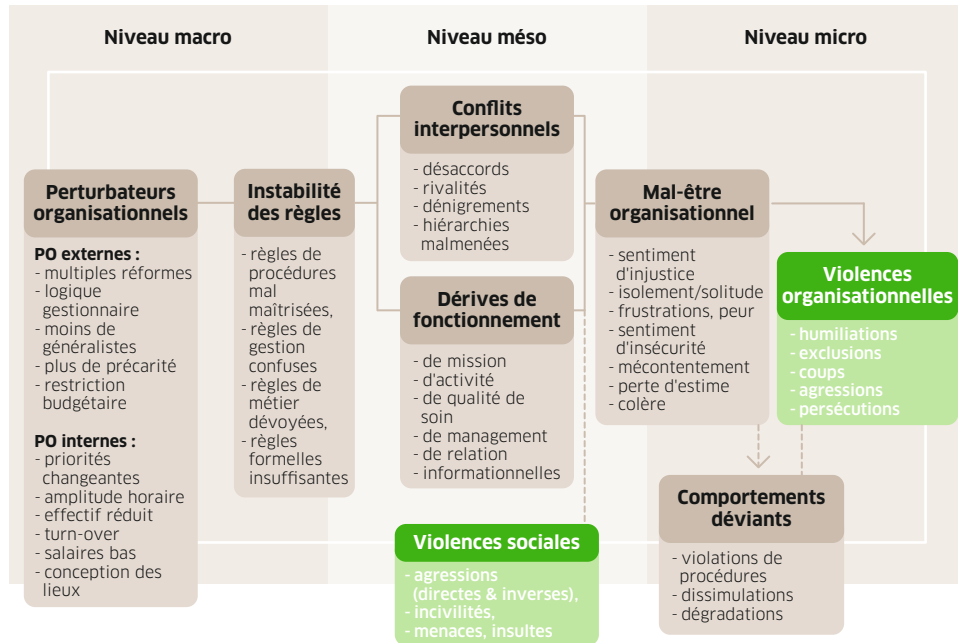 Niveau macro
Niveau méso
Niveau micro
Perturbateurs
organisationnels
PO externes :
- multiples réformes
- logique
gestionnaire
- moins de
généralistes
- plus de précarité
- restriction
budgétaire
PO internes :
- priorités
changeantes
- amplitude horaire
- effectif réduit
- turn-over
- salaires bas
- conception des
lieux
Instabilité
des règles
- règles de
procédures
mal
maîtrisées,
- règles de
gestion
confuses
- règles de
métier
dévoyées,
- règles
formelles
insuffisantes
Conflits
interpersonnels
- désaccords
- rivalités
- dénigrements
- hiérarchies
malmenées
Dérives de
fonctionnement
- de mission
- d'activité
- de qualité de
soin
- de management
- de relation
- informationnelles
Violences sociales
- agressions
(directes & inverses),
- incivilités,
- menaces, insultes
Mal-être
organisationnel
- sentiment
d'injustice
- isolement/solitude
- frustrations, peur
- sentiment
d'insécurité
- mécontentement
- perte d'estime
- colère
Violences
organisationnelles
- humiliations
- exclusions
- coups
- agressions
- persécutions
Comportements
déviants
- violations de
procédures
- dissimulations
- dégradations